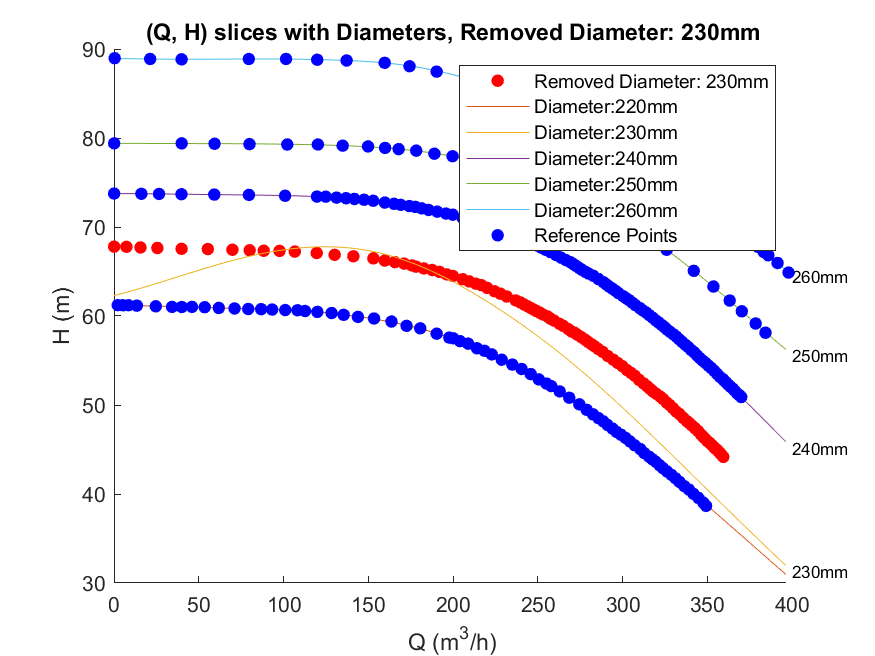 (Q, H) slices with Diameters, Removed Diameter: 230mm
90
80
70
60
50
40
30
H (m)
Removed Diameter: 230mm
Diameter:220mm
Diameter:230mm
Diameter:240mm
Diameter:250mm
Diameter:260mm
Reference Points
260mm
250mm
240mm
230mm
0 50 100 150 200 250 300 350 400
Q (m³/h)